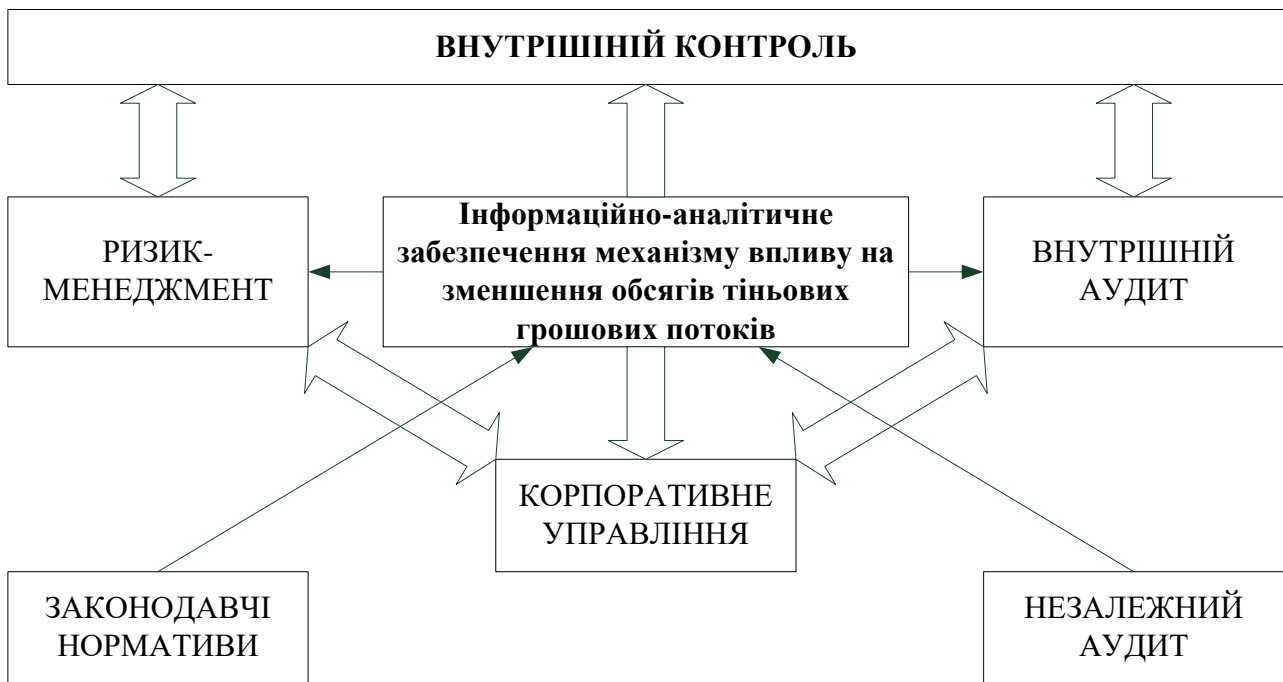 ВНУТРІШІНІЙ КОНТРОЛЬ
РИЗИК-
МЕНЕДЖМЕНТ
Інформаційно-аналітичне
забезпечення механізму впливу на
зменшення обсягів тіньових
грошових потоків
ВНУТРІШНІЙ
АУДИТ
КОРПОРАТИВНЕ
УПРАВЛІННЯ
ЗАКОНОДАВЧІ
НОРМАТИВИ
НЕЗАЛЕЖНИЙ
АУДИТ